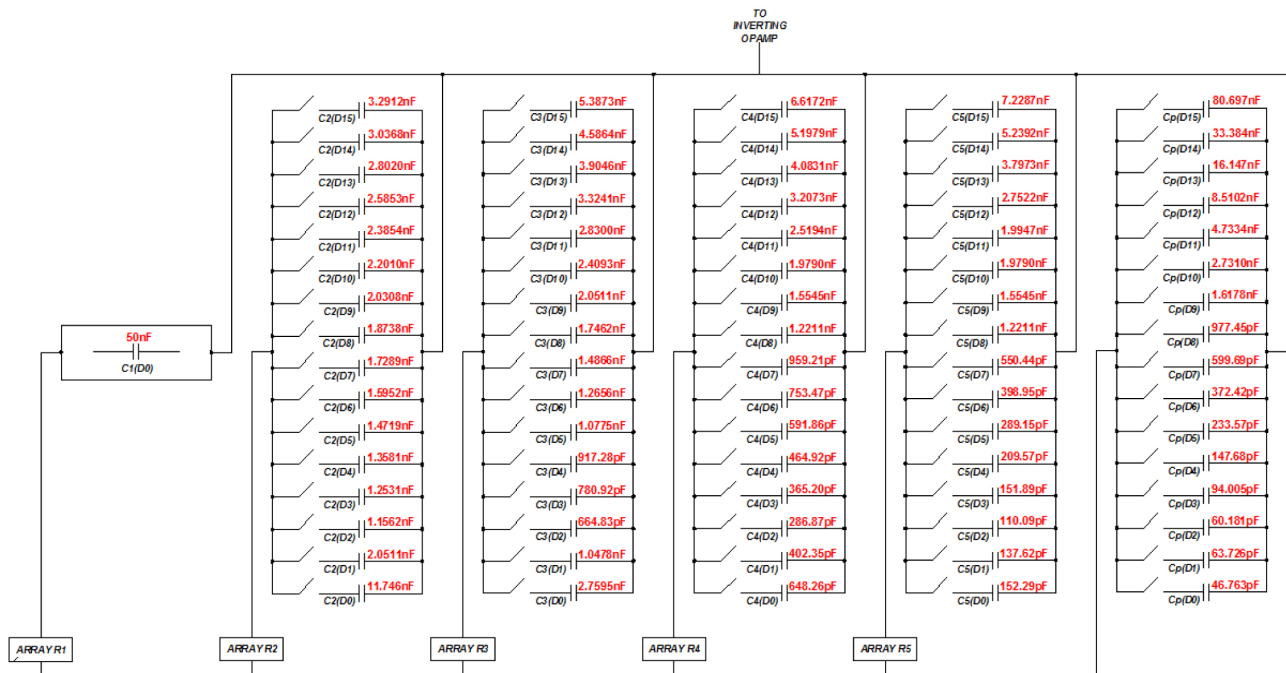 TO
INVERTING
OPAMP
3.2912nF
C2(D15)
3.0368nF
C2(D14)
2.8020nF
C2(D13)
2.5853nF
C2(D12)
2.3854nF
C2(D11)
2.2010nF
C2(D10)
2.0308nF
C2(D9)
1.8738nF
C2(D8)
1.7289nF
C2(D7)
1.5952nF
C2(D6)
1.4719nF
C2(D5)
1.3581nF
C2(D4)
1.2531nF
C2(D3)
1.1562nF
C2(D2)
2.0511nF
C2(D1)
11.746nF
C2(D0)
5.3873nF
C3(D15)
4.5864nF
C3(D14)
3.9046nF
C3(D13)
3.3241nF
C3(D12)
2.8300nF
C3(D11)
2.4093nF
C3(D10)
2.0511nF
C3(D9)
1.7462nF
C3(D8)
1.4866nF
C3(D7)
1.2656nF
C3(D6)
1.0775nF
C3(D5)
917.28pF
C3(D4)
780.92pF
C3(D3)
664.83pF
C3(D2)
1.0478nF
C3(D1)
2.7595nF
C3(D0)
6.6172nF
C4(D15)
5.1979nF
C4(D14)
4.0831nF
C4(D13)
3.2073nF
C4(D12)
2.5194nF
C4(D11)
1.9790nF
C4(D10)
1.5545nF
C4(D9)
1.2211nF
C4(D8)
959.21pF
C4(D7)
753.47pF
C4(D6)
591.86pF
C4(D5)
464.92pF
C4(D4)
365.20pF
C4(D3)
286.87pF
C4(D2)
402.35pF
C4(D1)
648.26pF
C4(D0)
7.2287nF
C5(D15)
5.2392nF
C5(D14)
3.7973nF
C5(D13)
2.7522nF
C5(D12)
1.9947nF
C5(D11)
1.9790nF
C5(D10)
1.5545nF
C5(D9)
1.2211nF
C5(D8)
550.44pF
C5(D7)
398.95pF
C5(D6)
289.15pF
C5(D5)
209.57pF
C5(D4)
151.89pF
C5(D3)
110.09pF
C5(D2)
137.62pF
C5(D1)
152.29pF
C5(D0)
80.697nF
Cp(D15)
33.384nF
Cp(D14)
16.147nF
Cp(D13)
8.5102nF
Cp(D12)
4.7334nF
Cp(D11)
2.7310nF
Cp(D10)
1.6178nF
Cp(D9)
977.45pF
Cp(D8)
599.69pF
Cp(D7)
372.42pF
Cp(D6)
233.57pF
Cp(D5)
147.68pF
Cp(D4)
94.005pF
Cp(D3)
60.181pF
Cp(D2)
63.726pF
Cp(D1)
46.763pF
Cp(D0)
50nF
C1(D0)
ARRAY R1
ARRAY R2
ARRAY R3
ARRAY R4
ARRAY R5